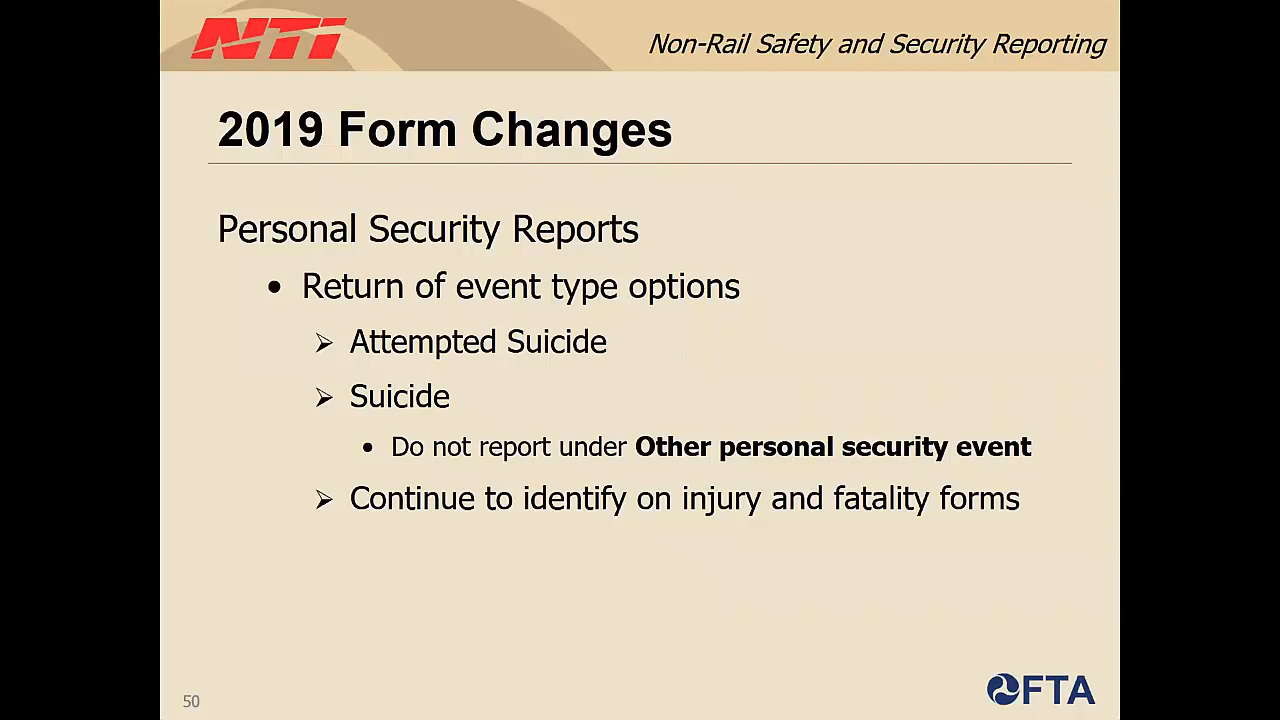 NTI
Non-Rail Safety and Security Reporting
2019 Form Changes
Personal Security Reports
• Return of event type options
➢ Attempted Suicide
➢ Suicide
• Do not report under Other personal security event
➢ Continue to identify on injury and fatality forms
50
FTA